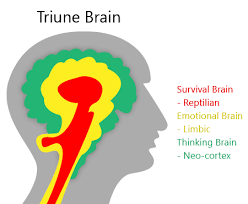 Triune Brain
Survival Brain
- Reptilian
Emotional Brain
- Limbic
Thinking Brain
- Neo-cortex